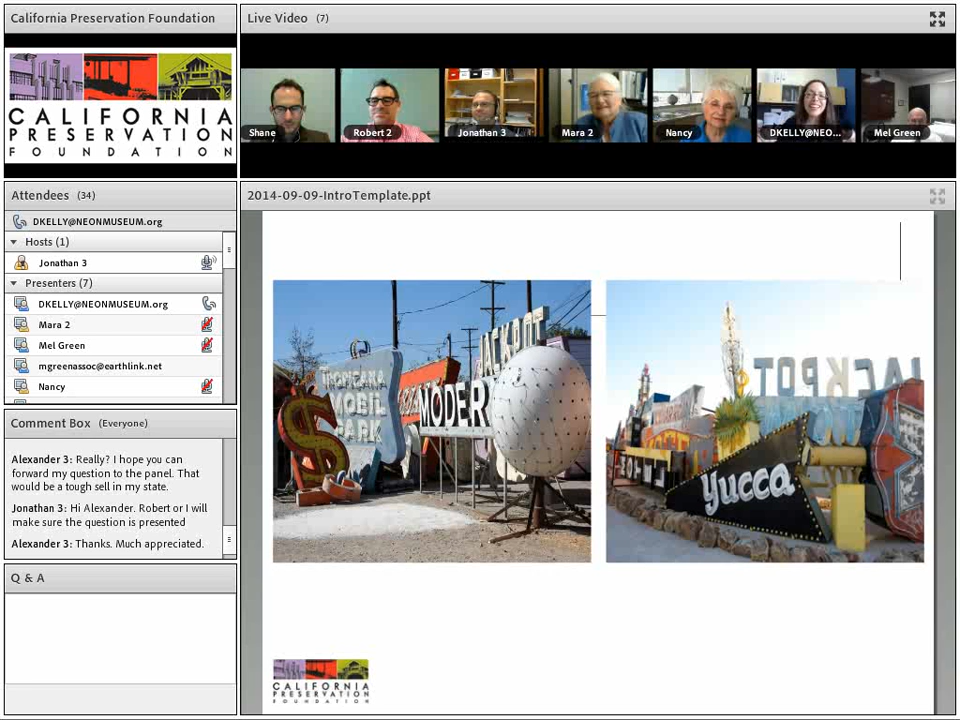 California Preservation Foundation
CALIFORNIA
PRESERVATION
FOUNDATION
Live Video (7)
Shane
Robert 2
Jonathan 3
Mara 2
Nancy
DKELLY@NEO...
Mel Green
Attendees (34)
DKELLY@NEONMUSEUM.org
Hosts (1)
Jonathan 3
Presenters (7)
DKELLY@NEONMUSEUM.org
Mara 2
Mel Green
mgreenassoc@earthlink.net
Nancy
Comment Box (Everyone)
Alexander 3: Really? I hope you can
forward my question to the panel. That
would be a tough sell in my state.
Jonathan 3: Hi Alexander. Robert or I will
make sure the question is presented
Alexander 3: Thanks. Much appreciated.
Q & A
2014-09-09-IntroTemplate.ppt
TROPICANA
MOBIL
PARK
MODER
JACKPOT
$
JACKPOT
yucca
CALIFORNIA
PRESERVATION
FOUNDATION